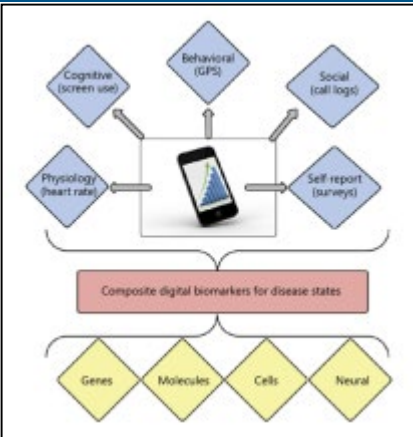 Behavioral
(GPS)
Cognitive
(screen use)
Social
(call logs)
Physiology
(heart rate)
Self-report
(surveys)
Composite digital biomarkers for disease states
Genes
Molecules
Cells
Neural